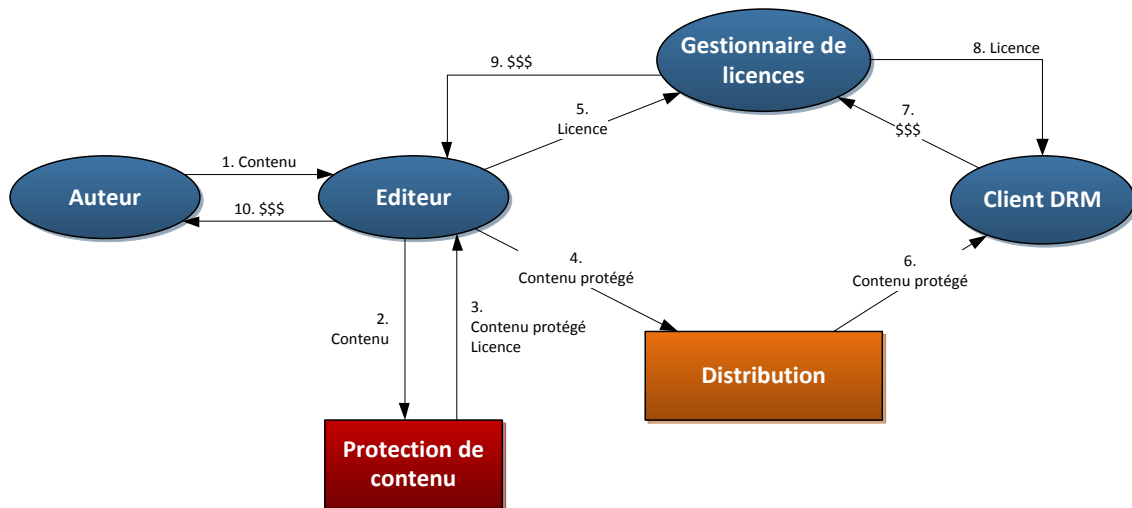 Gestionnaire de
licences
9. $$$
8. Licence
5.
Licence
7.
$$$
1. Contenu
Auteur
Editeur
Client DRM
10. $$$
4.
Contenu protégé
6.
Contenu protégé
2.
Contenu
3.
Contenu protégé
Licence
Distribution
Protection de
contenu